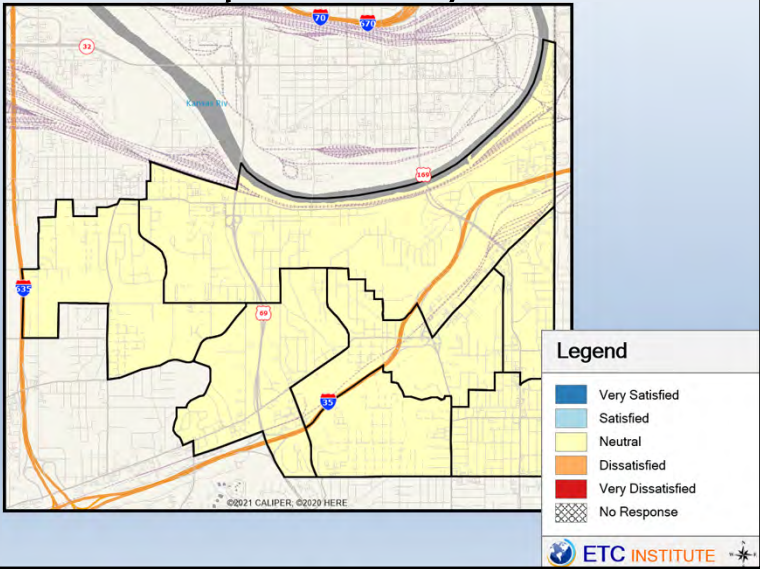 70
670
32
Kansas Riv
169
635
69
35
©2021 CALIPER; ©2020 HERE
Legend
Very Satisfied
Satisfied
Neutral
Dissatisfied
Very Dissatisfied
No Response
ETC INSTITUTE